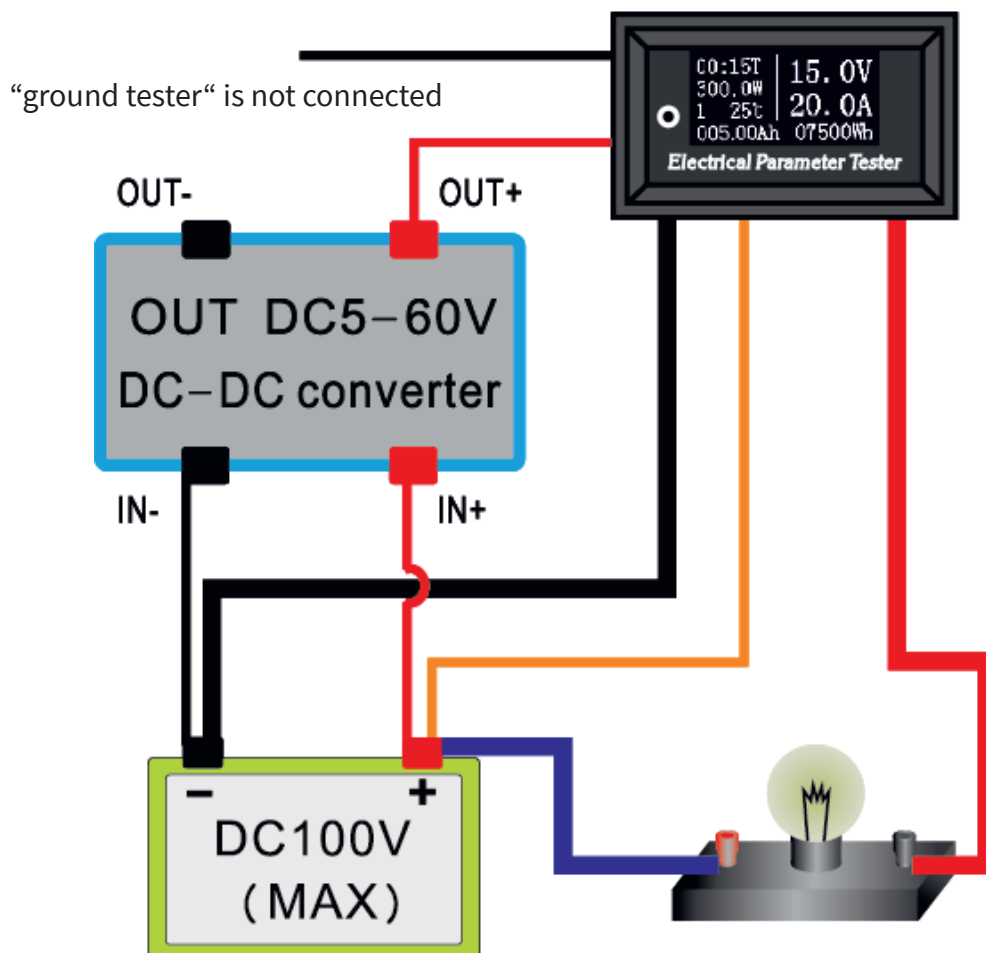 00:15T
300.0W
1 25t
005.00Ah 07500Wh
15.0V
20.0A
Electrical Parameter Tester
“ground tester“ is not connected
OUT- OUT+
OUT DC5-60V
DC-DC converter
IN- IN+
- +
DC100V
(MAX)